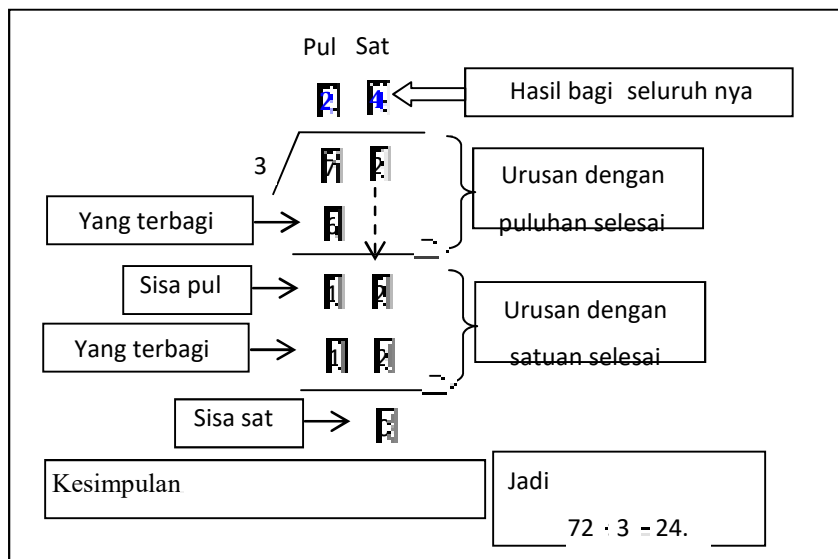 Pul Sat
2 4
Hasil bagi seluruh nya
3
7 2
Urusan dengan
puluhan selesai
Yang terbagi
6
Sisa pul
1 2
Urusan dengan
satuan selesai
Yang terbagi
1 2
Sisa sat
Kesimpulan
Jadi
72 : 3 = 24.